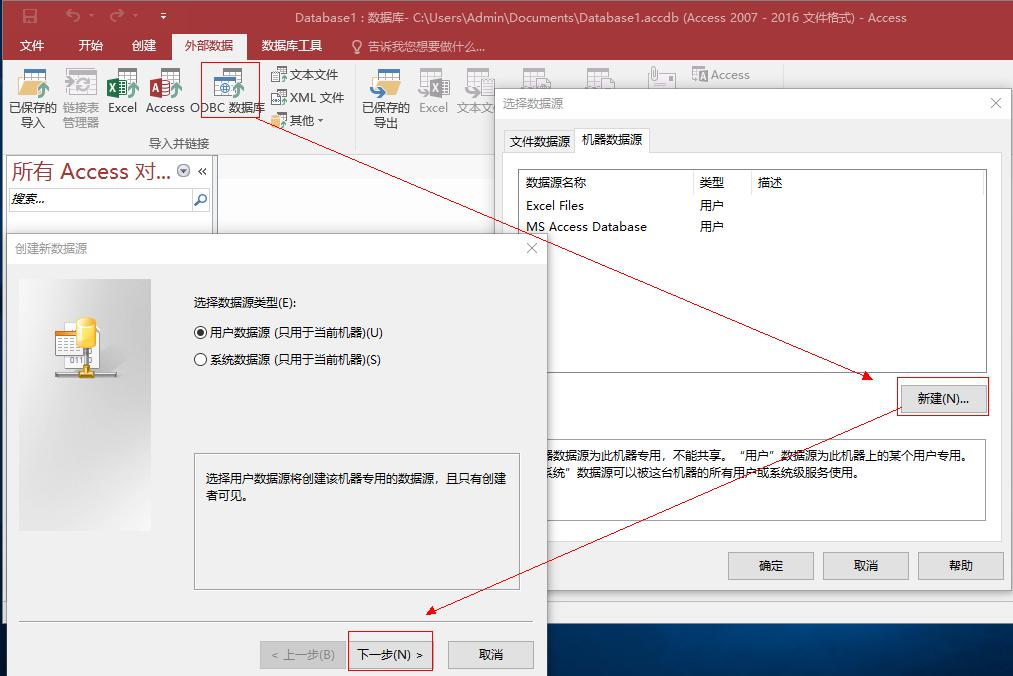 Database1 : 数据库- C:\Users\Admin\Documents\Database1.accdb (Access 2007 - 2016 文件格式) - Access
文件 开始 创建 外部数据 数据库工具 告诉我您想要做什么...
已保存的导入
链接表管理器
Excel
Access
ODBC 数据库
文本文件
XML 文件
其他
已保存的导出
Excel
文本文
Access
导入并链接
所有 Access 对... «
搜索...
选择数据源
文件数据源 机器数据源
数据源名称 类型 描述
Excel Files 用户
MS Access Database 用户
新建(N)...
数据源为此机器专用，不能共享。“用户”数据源为此机器上的某个用户专用。
系统”数据源可以被这台机器的所有用户或系统级服务使用。
确定 取消 帮助
创建新数据源
选择数据源类型(E):
用户数据源 (只用于当前机器)(U)
系统数据源 (只用于当前机器)(S)
选择用户数据源将创建该机器专用的数据源，且只有创建
者可见。
< 上一步(B) 下一步(N) > 取消